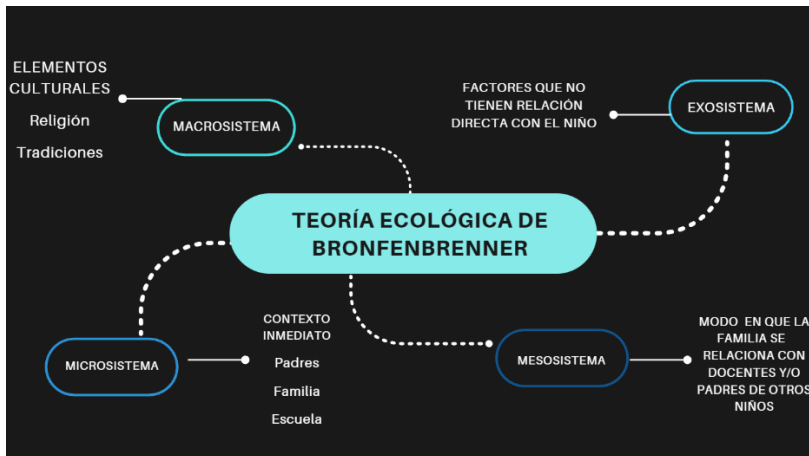 ELEMENTOS
CULTURALES
Religión
Tradiciones
MACROSISTEMA
FACTORES QUE NO
TIENEN RELACIÓN
DIRECTA CON EL NIÑO
EXOSISTEMA
TEORÍA ECOLÓGICA DE
BRONFENBRENNER
MICROSISTEMA
CONTEXTO
INMEDIATO
Padres
Familia
Escuela
MESOSISTEMA
MODO EN QUE LA
FAMILIA SE
RELACIONA CON
DOCENTES Y/O
PADRES DE OTROS
NIÑOS